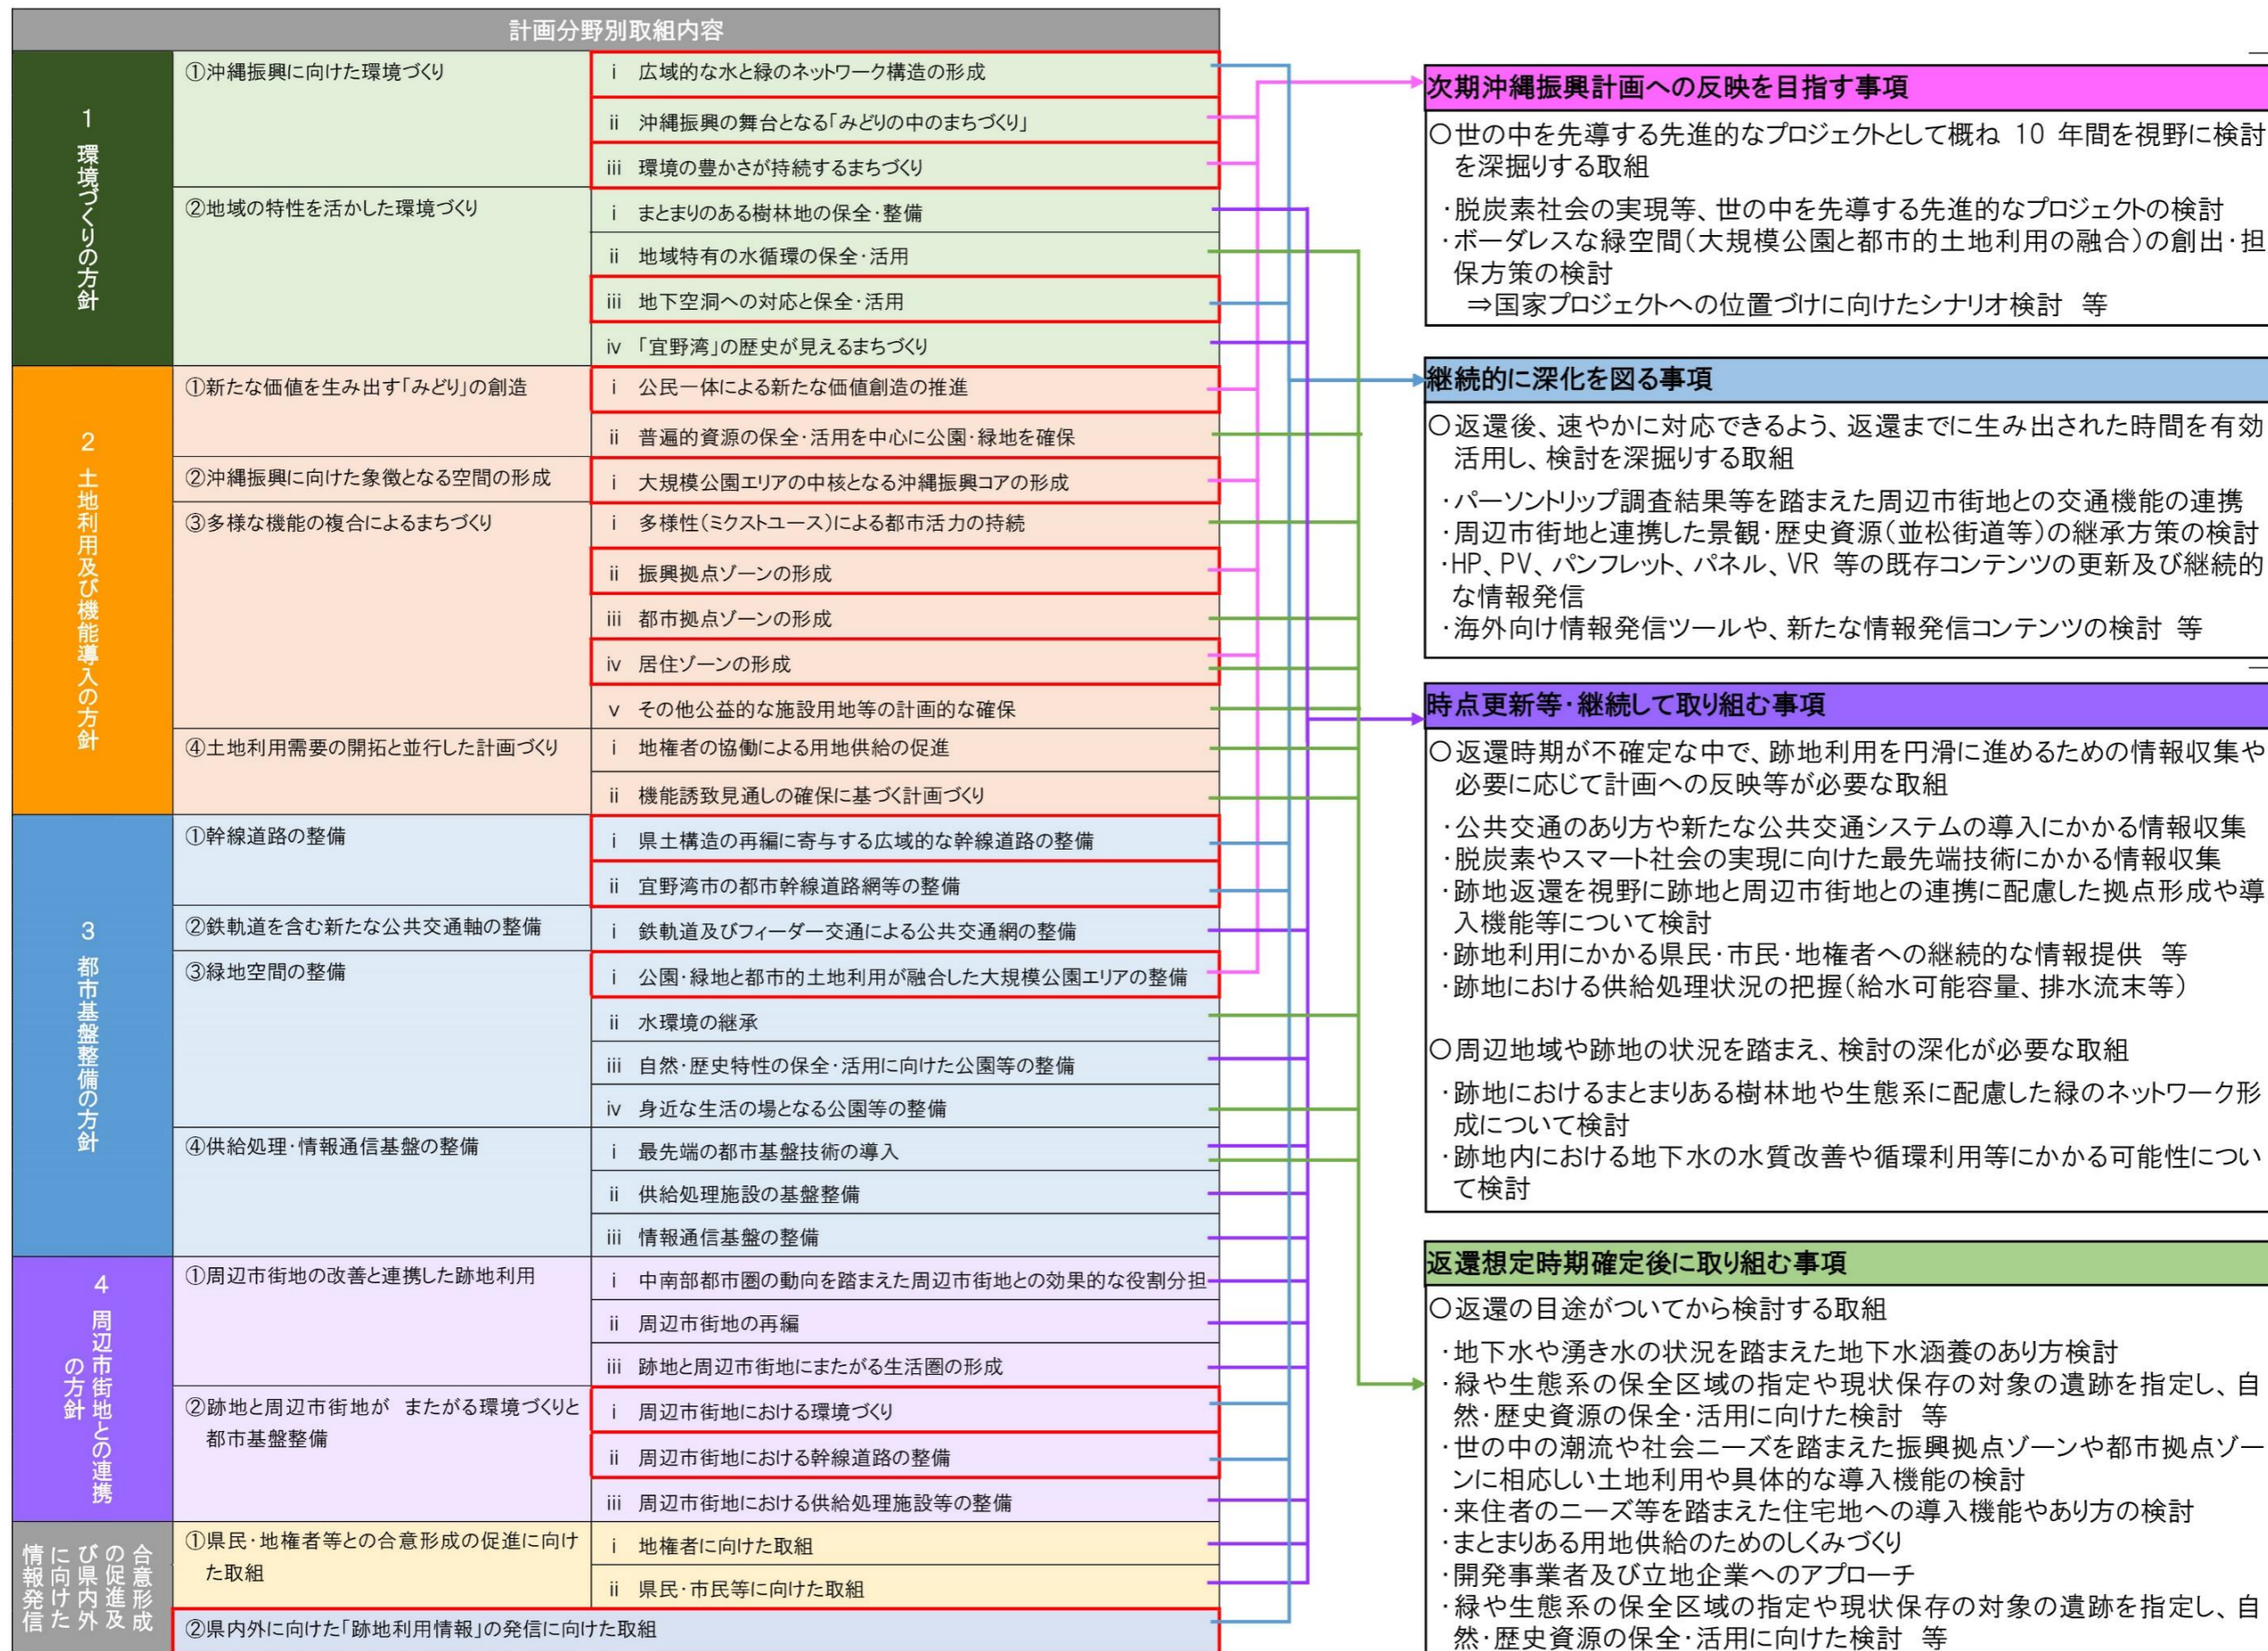 計画分野別取組内容
1 環境づくりの方針
①沖縄振興に向けた環境づくり
ⅰ 広域的な水と緑のネットワーク構造の形成
ⅱ 沖縄振興の舞台となる「みどりの中のまちづくり」
ⅲ 環境の豊かさが持続するまちづくり
②地域の特性を活かした環境づくり
ⅰ まとまりのある樹林地の保全・整備
ⅱ 地域特有の水循環の保全・活用
ⅲ 地下空洞への対応と保全・活用
ⅳ 「宜野湾」の歴史が見えるまちづくり
2 土地利用及び機能導入の方針
①新たな価値を生み出す「みどり」の創造
ⅰ 公民一体による新たな価値創造の推進
ⅱ 普遍的資源の保全・活用を中心に公園・緑地を確保
②沖縄振興に向けた象徴となる空間の形成
ⅰ 大規模公園エリアの中核となる沖縄振興コアの形成
③多様な機能の複合によるまちづくり
ⅰ 多様性（ミクストユース）による都市活力の持続
ⅱ 振興拠点ゾーンの形成
ⅲ 都市拠点ゾーンの形成
ⅳ 居住ゾーンの形成
ⅴ その他公益的な施設用地等の計画的な確保
④土地利用需要の開拓と並行した計画づくり
ⅰ 地権者の協働による用地供給の促進
ⅱ 機能誘致見通しの確保に基づく計画づくり
3 都市基盤整備の方針
①幹線道路の整備
ⅰ 県土構造の再編に寄与する広域的な幹線道路の整備
ⅱ 宜野湾市の都市幹線道路網等の整備
②鉄軌道を含む新たな公共交通軸の整備
ⅰ 鉄軌道及びフィーダー交通による公共交通網の整備
③緑地空間の整備
ⅰ 公園・緑地と都市的土地利用が融合した大規模公園エリアの整備
ⅱ 水環境の継承
ⅲ 自然・歴史特性の保全・活用に向けた公園等の整備
ⅳ 身近な生活の場となる公園等の整備
④供給処理・情報通信基盤の整備
ⅰ 最先端の都市基盤技術の導入
ⅱ 供給処理施設の基盤整備
ⅲ 情報通信基盤の整備
4 周辺市街地との連携
の方針
①周辺市街地の改善と連携した跡地利用
ⅰ 中南部都市圏の動向を踏まえた周辺市街地との効果的な役割分担
ⅱ 周辺市街地の再編
ⅲ 跡地と周辺市街地にまたがる生活圏の形成
②跡地と周辺市街地が またがる環境づくりと
都市基盤整備
ⅰ 周辺市街地における環境づくり
ⅱ 周辺市街地における幹線道路の整備
ⅲ 周辺市街地における供給処理施設等の整備
合意形成
の促進及
び県内外
に向けた
情報発信
①県民・地権者等との合意形成の促進に向け
た取組
ⅰ 地権者に向けた取組
ⅱ 県民・市民等に向けた取組
②県内外に向けた「跡地利用情報」の発信に向けた取組
次期沖縄振興計画への反映を目指す事項
〇世の中を先導する先進的なプロジェクトとして概ね 10 年間を視野に検討
を深掘りする取組
・脱炭素社会の実現等、世の中を先導する先進的なプロジェクトの検討
・ボーダレスな緑空間（大規模公園と都市的土地利用の融合）の創出・担
保方策の検討
⇒国家プロジェクトへの位置づけに向けたシナリオ検討 等
継続的に深化を図る事項
〇返還後、速やかに対応できるよう、返還までに生み出された時間を有効
活用し、検討を深掘りする取組
・パーソントリップ調査結果等を踏まえた周辺市街地との交通機能の連携
・周辺市街地と連携した景観・歴史資源（並松街道等）の継承方策の検討
・HP、PV、パンフレット、パネル、VR 等の既存コンテンツの更新及び継続的
な情報発信
・海外向け情報発信ツールや、新たな情報発信コンテンツの検討 等
時点更新等・継続して取り組む事項
〇返還時期が不確定な中で、跡地利用を円滑に進めるための情報収集や
必要に応じて計画への反映等が必要な取組
・公共交通のあり方や新たな公共交通システムの導入にかかる情報収集
・脱炭素やスマート社会の実現に向けた最先端技術にかかる情報収集
・跡地返還を視野に跡地と周辺市街地との連携に配慮した拠点形成や導
入機能等について検討
・跡地利用にかかる県民・市民・地権者への継続的な情報提供 等
・跡地における供給処理状況の把握（給水可能容量、排水流末等）
〇周辺地域や跡地の状況を踏まえ、検討の深化が必要な取組
・跡地におけるまとまりある樹林地や生態系に配慮した緑のネットワーク形
成について検討
・跡地内における地下水の水質改善や循環利用等にかかる可能性につい
て検討
返還想定時期確定後に取り組む事項
〇返還の目途がついてから検討する取組
・地下水や湧き水の状況を踏まえた地下水涵養のあり方検討
・緑や生態系の保全区域の指定や現状保存の対象の遺跡を指定し、自
然・歴史資源の保全・活用に向けた検討 等
・世の中の潮流や社会ニーズを踏まえた振興拠点ゾーンや都市拠点ゾー
ンに相応しい土地利用や具体的な導入機能の検討
・来住者のニーズ等を踏まえた住宅地への導入機能やあり方の検討
・まとまりある用地供給のためのしくみづくり
・開発事業者及び立地企業へのアプローチ
・緑や生態系の保全区域の指定や現状保存の対象の遺跡を指定し、自
然・歴史資源の保全・活用に向けた検討 等